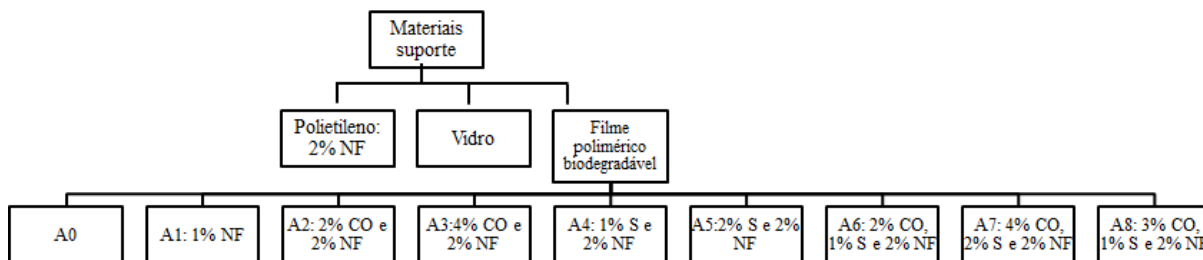 Materiais
suporte
Polietileno:
2% NF
Vidro
Filme
polimérico
biodegradável
A0
A1: 1% NF
A2: 2% CO e
2% NF
A3:4% CO e
2% NF
A4: 1% S e
2% NF
A5:2% S e 2%
NF
A6: 2% CO,
1% S e 2% NF
A7: 4% CO,
2% S e 2% NF
A8: 3% CO,
1% S e 2% NF